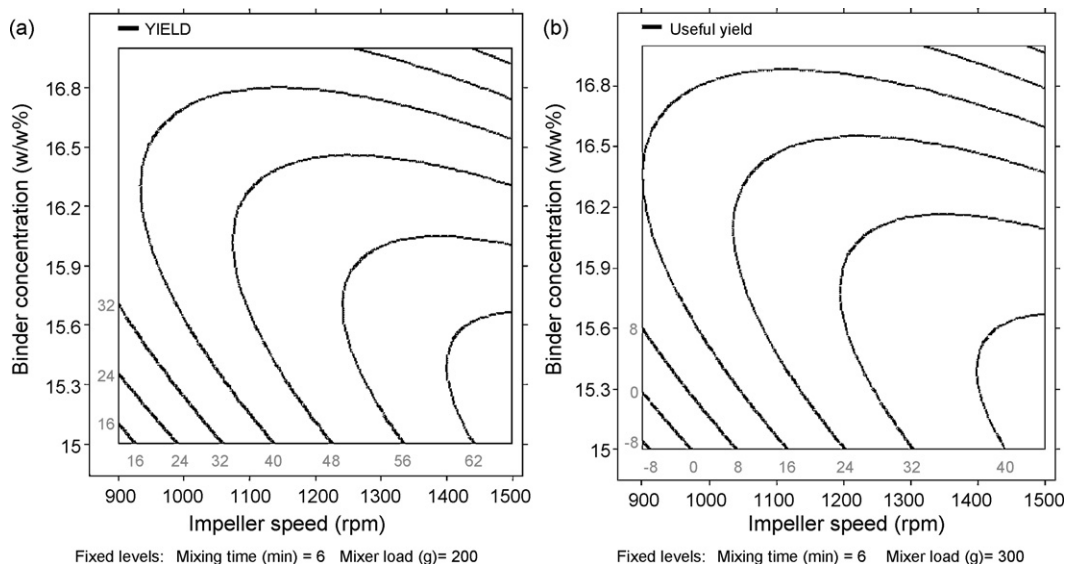 (a)
YIELD
Binder concentration (w/w%)
16.8
16.5
16.2
15.9
15.6
15.3
15
32
24
16
16 24 32 40 48 56 62
900 1000 1100 1200 1300 1400 1500
Impeller speed (rpm)
Fixed levels: Mixing time (min) = 6 Mixer load (g)= 200
(b)
Useful yield
Binder concentration (w/w%)
16.8
16.5
16.2
15.9
15.6
15.3
15
8
0
-8
-8 0 8 16 24 32 40
900 1000 1100 1200 1300 1400 1500
Impeller speed (rpm)
Fixed levels: Mixing time (min) = 6 Mixer load (g)= 300